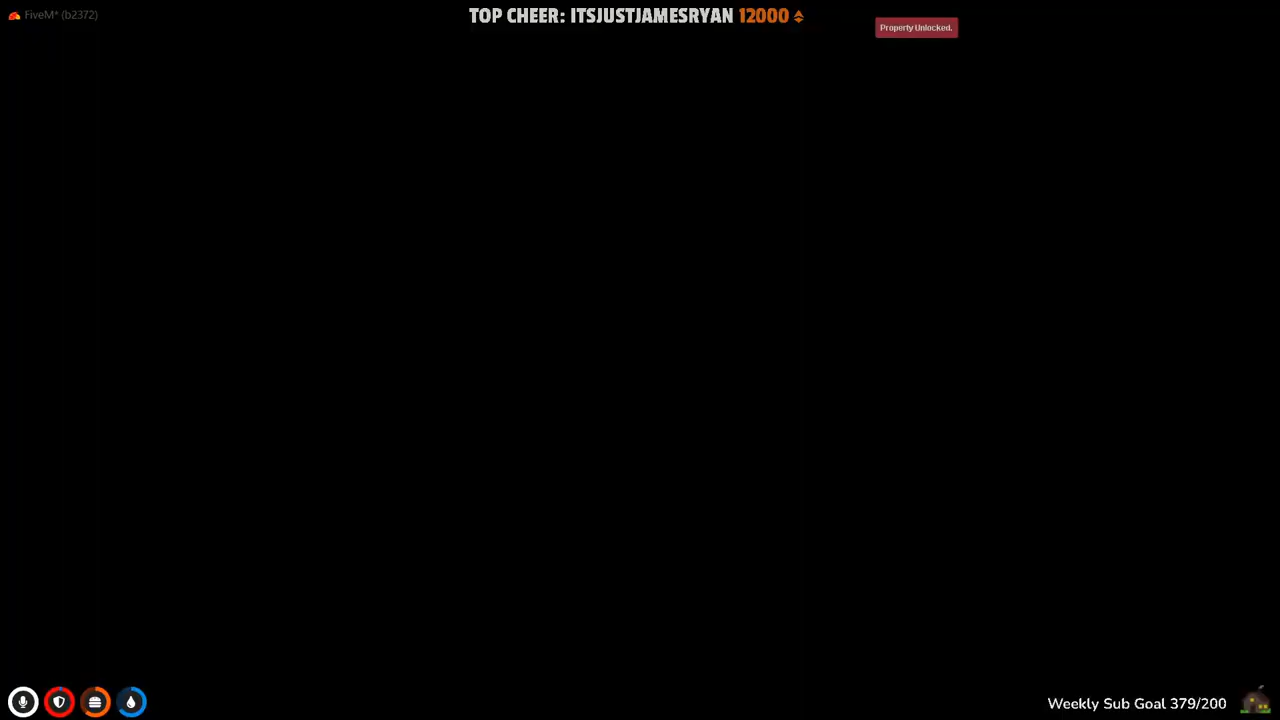 FiveM* (b2372)
TOP CHEER: ITSJUSTJAMESRYAN 12000
Property Unlocked.
Weekly Sub Goal 379/200